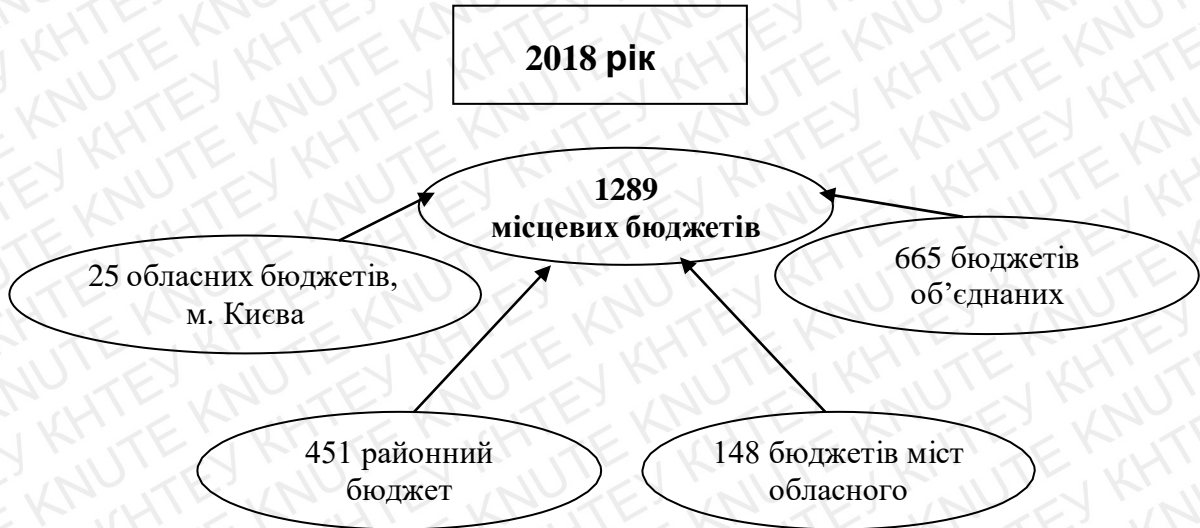 2018 рік
1289
місцевих бюджетів
25 обласних бюджетів,
м. Києва
665 бюджетів
об’єднаних
451 районний
бюджет
148 бюджетів міст
обласного